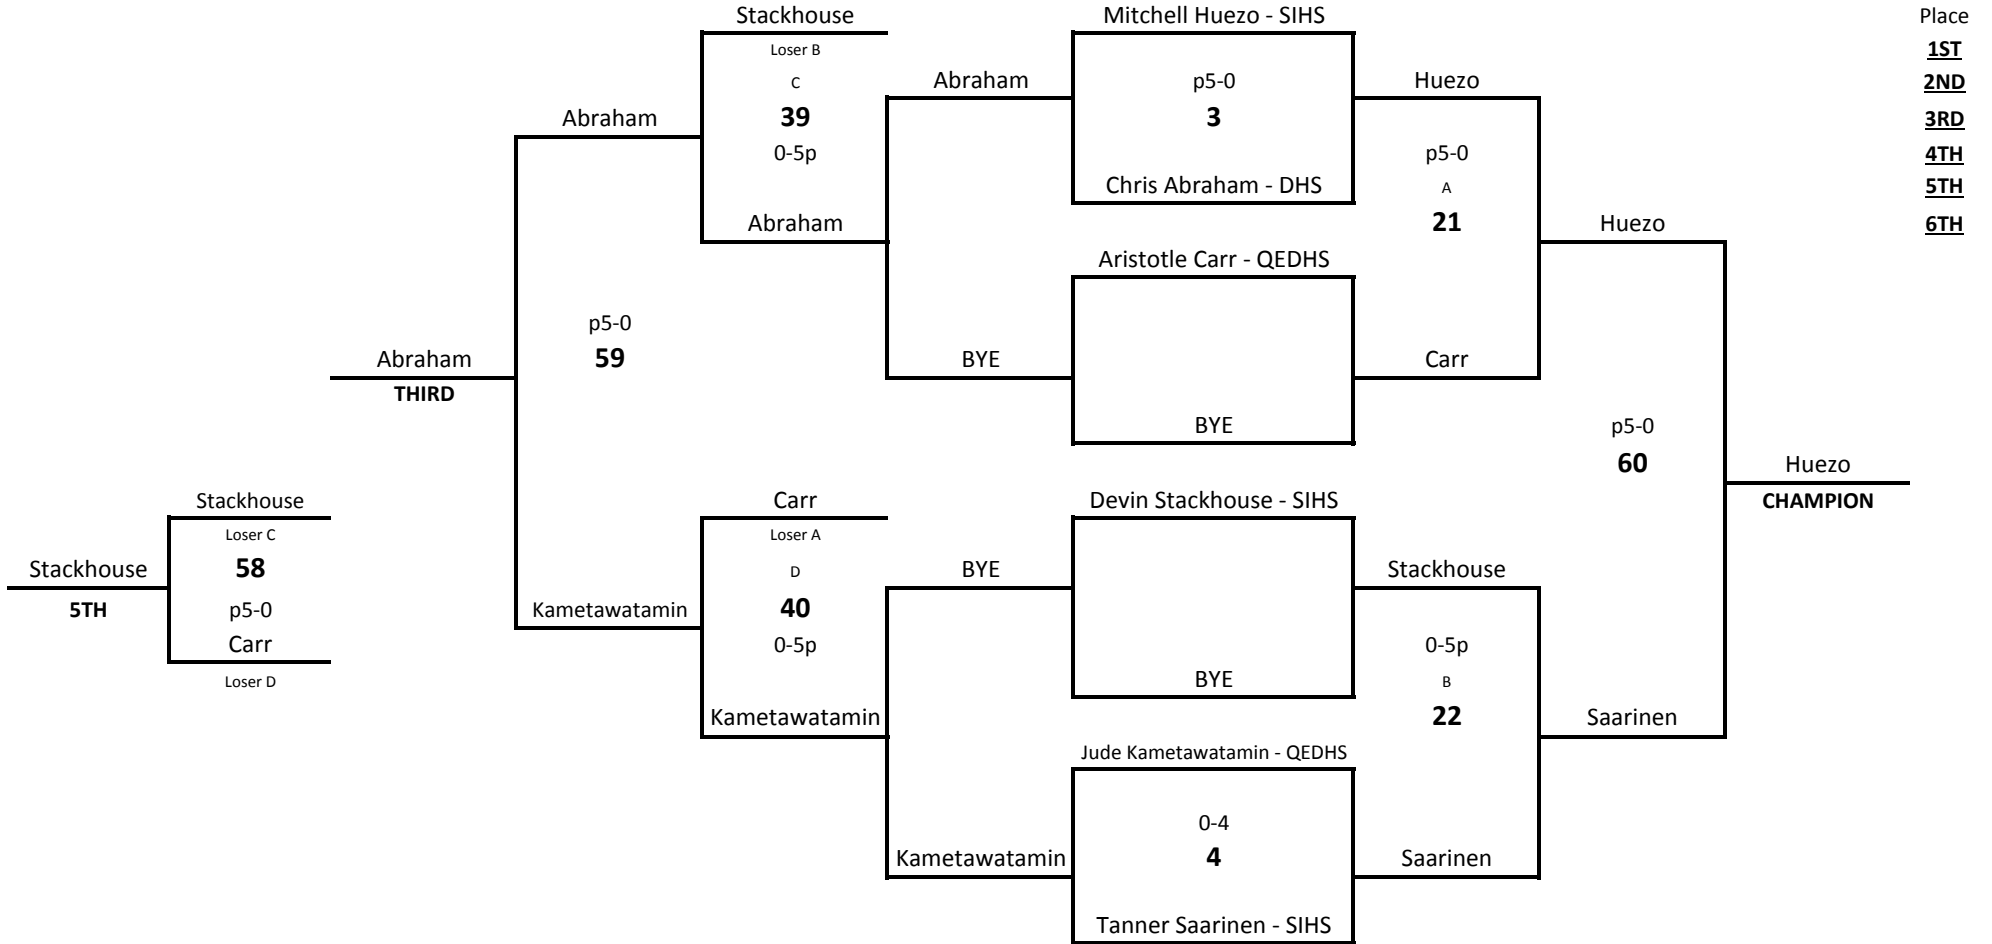 Stackhouse
Mitchell Huezo - SIHS
Place
Loser B
1ST
C
Abraham
p5-0
Huezo
2ND
Abraham
39
3
3RD
0-5p
p5-0
4TH
Chris Abraham - DHS
A
5TH
Abraham
21
Huezo
6TH
Aristotle Carr - QEDHS
p5-0
Abraham
59
BYE
Carr
THIRD
BYE
p5-0
60
Huezo
Stackhouse
Carr
Devin Stackhouse - SIHS
CHAMPION
Loser C
Loser A
Stackhouse
58
D
BYE
Stackhouse
5TH
p5-0
Kametawatamin
40
Carr
0-5p
0-5p
Loser D
BYE
B
Kametawatamin
22
Saarinen
Jude Kametawatamin - QEDHS
0-4
Kametawatamin
4
Saarinen
Tanner Saarinen - SIHS